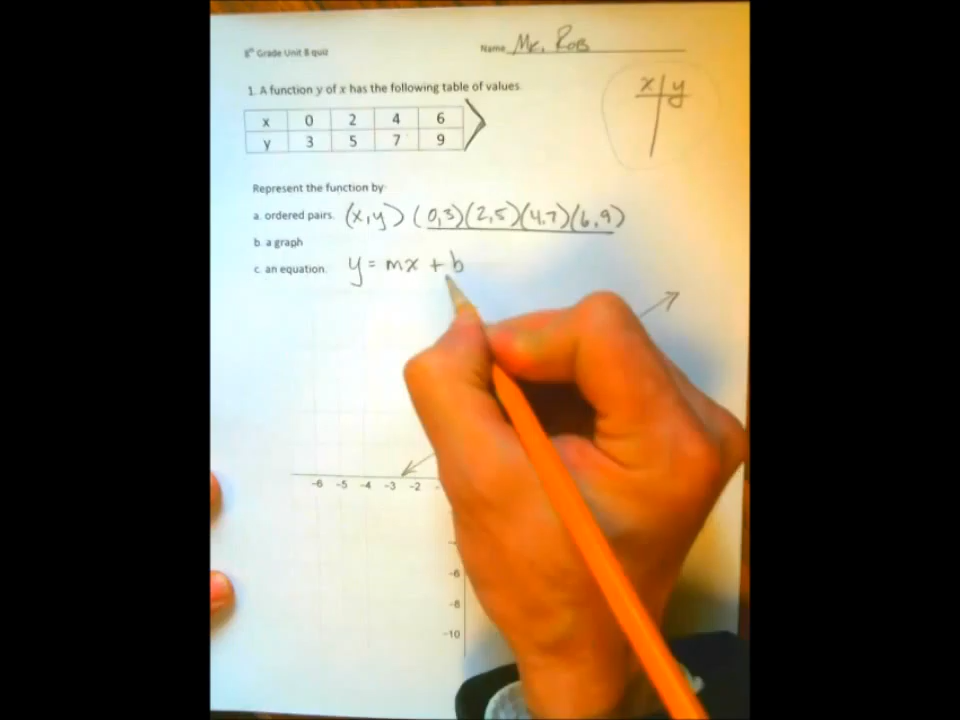 8th Grade Unit 8 quiz
Name Mr. Rob
x y
1. A function y of x has the following table of values.
x 0 2 4 6
y 3 5 7 9
Represent the function by:
a. ordered pairs. (x,y) (0,3)(2,5)(4,7)(6,9)
b. a graph
c. an equation. y = mx + b
-6 -5 -4 -3 -2 -
-6
-8
-10